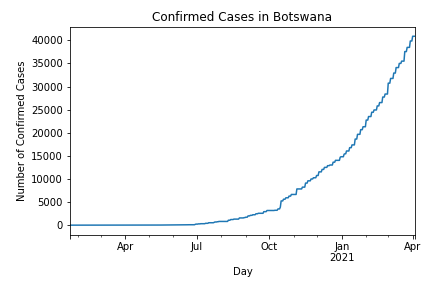 Confirmed Cases in Botswana
Number of Confirmed Cases
40000
35000
30000
25000
20000
15000
10000
5000
0
Apr Jul Oct Jan Apr
2021
Day